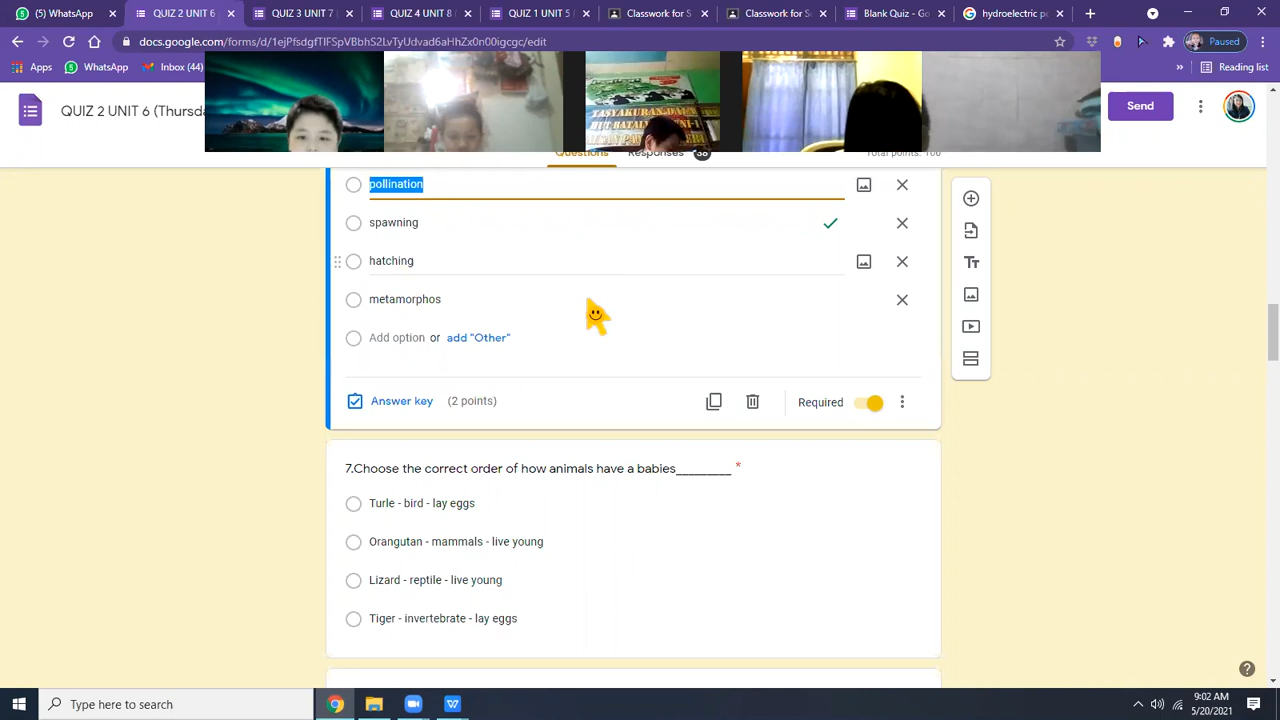 (5) WhatsApp
QUIZ 2 UNIT 6
QUIZ 3 UNIT 7
QUIZ 4 UNIT 8
QUIZ 1 UNIT 5
Classwork for
Classwork for S
Blank Quiz - Go
hydroelectric p
docs.google.com/forms/d/1ejPfsdgfTIFSpVBbhS2LvTyUdvad6aHhZx0n00igcgc/edit
Paused
Apps
WhatsApp
Inbox (44)
»
Reading list
QUIZ 2 UNIT 6 (Thursda
Send
Questions
Responses
38
Total points: 100
pollination
spawning
hatching
metamorphos
Add option or add "Other"
Answer key (2 points)
Required
7.Choose the correct order of how animals have a babies_________ *
Turle - bird - lay eggs
Orangutan - mammals - live young
Lizard - reptile - live young
Tiger - invertebrate - lay eggs
Type here to search
9:02 AM
5/20/2021